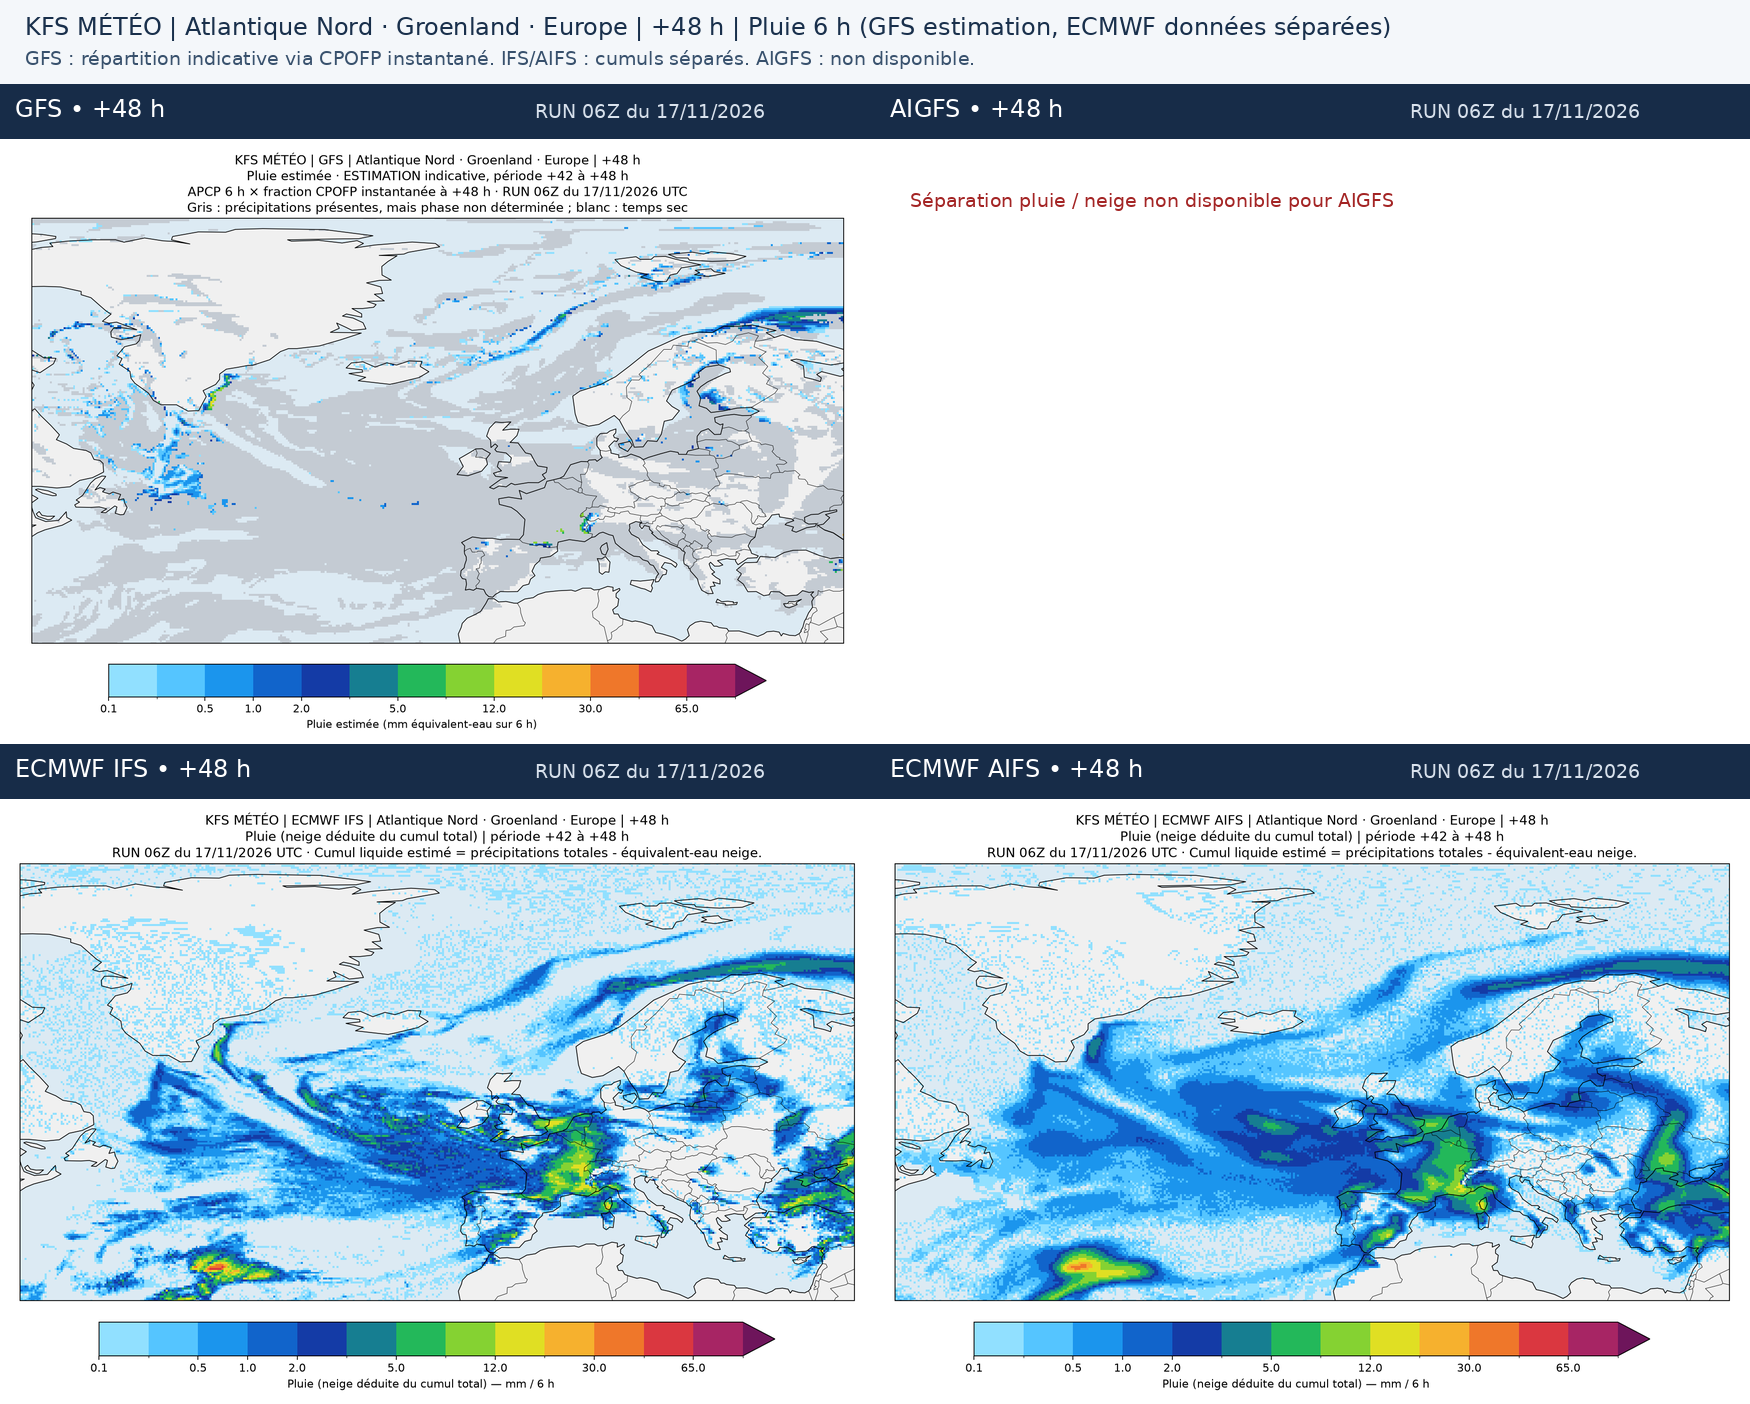 KFS MÉTÉO | Atlantique Nord · Groenland · Europe | +48 h | Pluie 6 h (GFS estimation, ECMWF données séparées)
GFS : répartition indicative via CPOFP instantané. IFS/AIFS : cumuls séparés. AIGFS : non disponible.
GFS • +48 h
RUN 06Z du 17/11/2026
AIGFS • +48 h
RUN 06Z du 17/11/2026
KFS MÉTÉO | GFS | Atlantique Nord · Groenland · Europe | +48 h
Pluie estimée · ESTIMATION indicative, période +42 à +48 h
APCP 6 h × fraction CPOFP instantanée à +48 h · RUN 06Z du 17/11/2026 UTC
Gris : précipitations présentes, mais phase non déterminée ; blanc : temps sec
Séparation pluie / neige non disponible pour AIGFS
0.1 0.5 1.0 2.0 5.0 12.0 30.0 65.0
Pluie estimée (mm équivalent-eau sur 6 h)
ECMWF IFS • +48 h
RUN 06Z du 17/11/2026
ECMWF AIFS • +48 h
RUN 06Z du 17/11/2026
KFS MÉTÉO | ECMWF IFS | Atlantique Nord · Groenland · Europe | +48 h
Pluie (neige déduite du cumul total) | période +42 à +48 h
RUN 06Z du 17/11/2026 UTC · Cumul liquide estimé = précipitations totales - équivalent-eau neige.
KFS MÉTÉO | ECMWF AIFS | Atlantique Nord · Groenland · Europe | +48 h
Pluie (neige déduite du cumul total) | période +42 à +48 h
RUN 06Z du 17/11/2026 UTC · Cumul liquide estimé = précipitations totales - équivalent-eau neige.
0.1 0.5 1.0 2.0 5.0 12.0 30.0 65.0
Pluie (neige déduite du cumul total) — mm / 6 h
0.1 0.5 1.0 2.0 5.0 12.0 30.0 65.0
Pluie (neige déduite du cumul total) — mm / 6 h